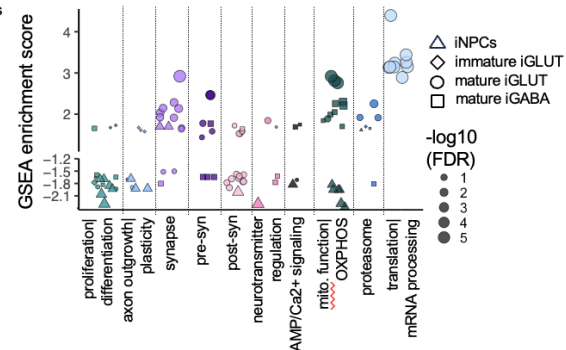 s
GSEA enrichment score
4
3
2
−1.2
−1.5
−1.8
−2.1
proliferation|
differentiation
axon outgrowth|
plasticity
synapse
pre-syn
post-syn
neurotransmitter
regulation
AMP/Ca2+ signaling
mito. function|
OXPHOS
proteasome
translation|
mRNA processing
iNPCs
immature iGLUT
mature iGLUT
mature iGABA
-log10
(FDR)
1
2
3
4
5